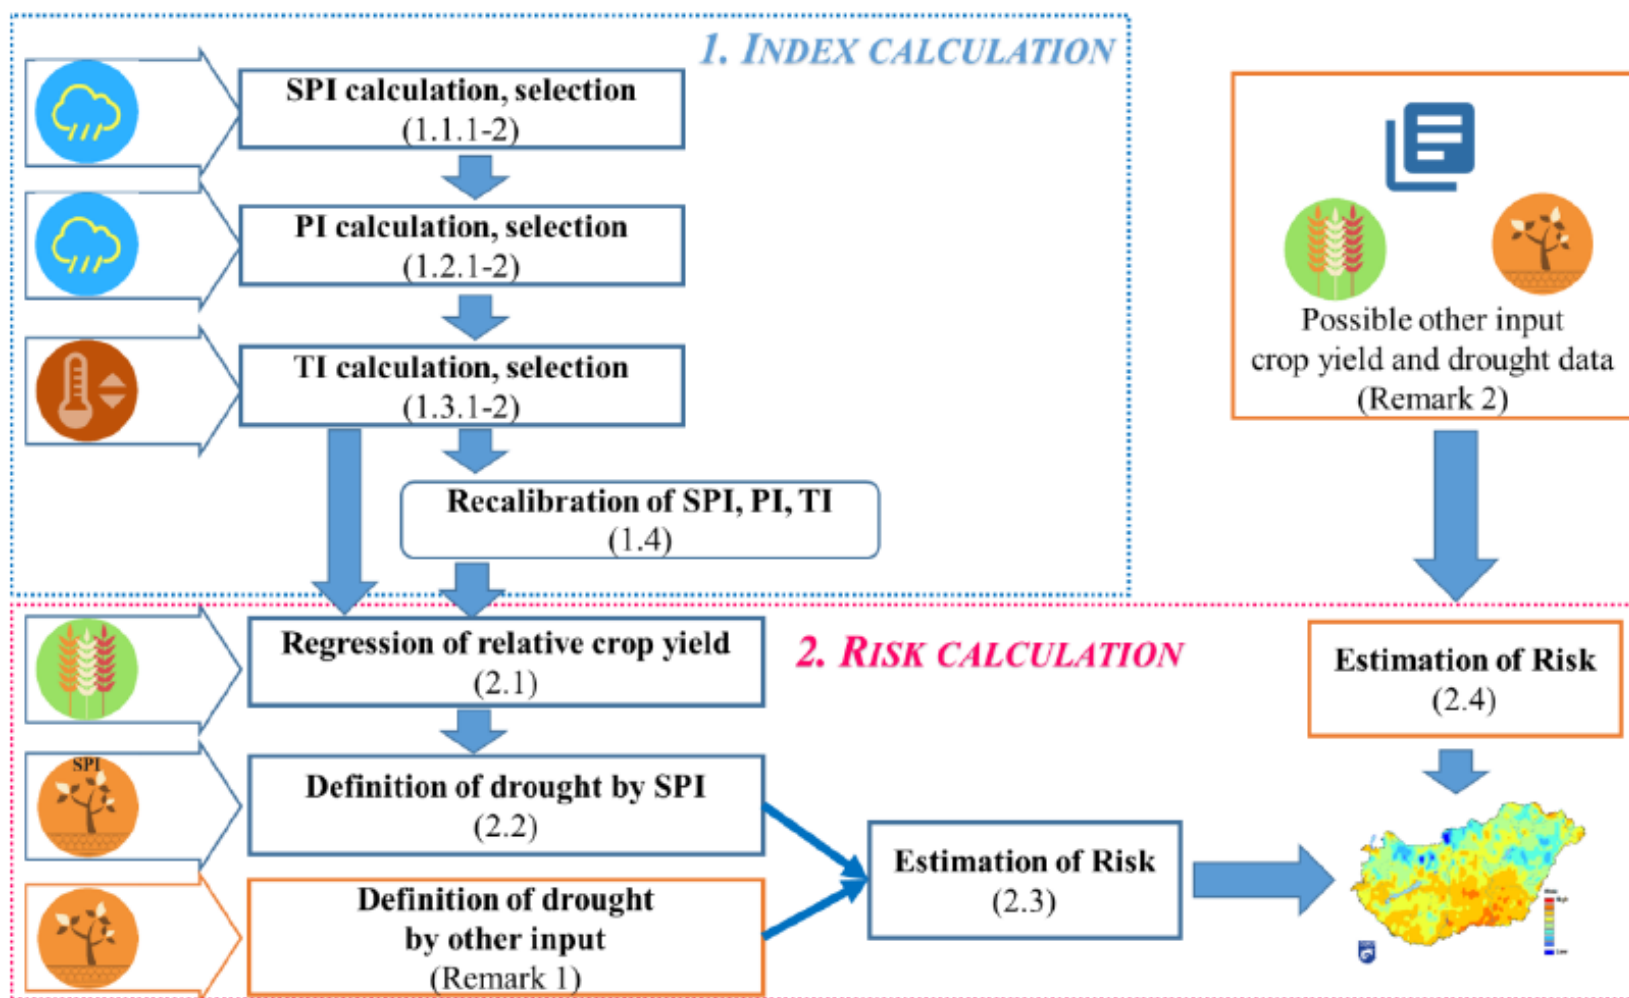 1. INDEX CALCULATION
SPI calculation, selection
(1.1.1-2)
PI calculation, selection
(1.2.1-2)
TI calculation, selection
(1.3.1-2)
Recalibration of SPI, PI, TI
(1.4)
Possible other input
crop yield and drought data
(Remark 2)
2. RISK CALCULATION
Regression of relative crop yield
(2.1)
SPI
Definition of drought by SPI
(2.2)
Definition of drought
by other input
(Remark 1)
Estimation of Risk
(2.3)
Estimation of Risk
(2.4)
High
Low